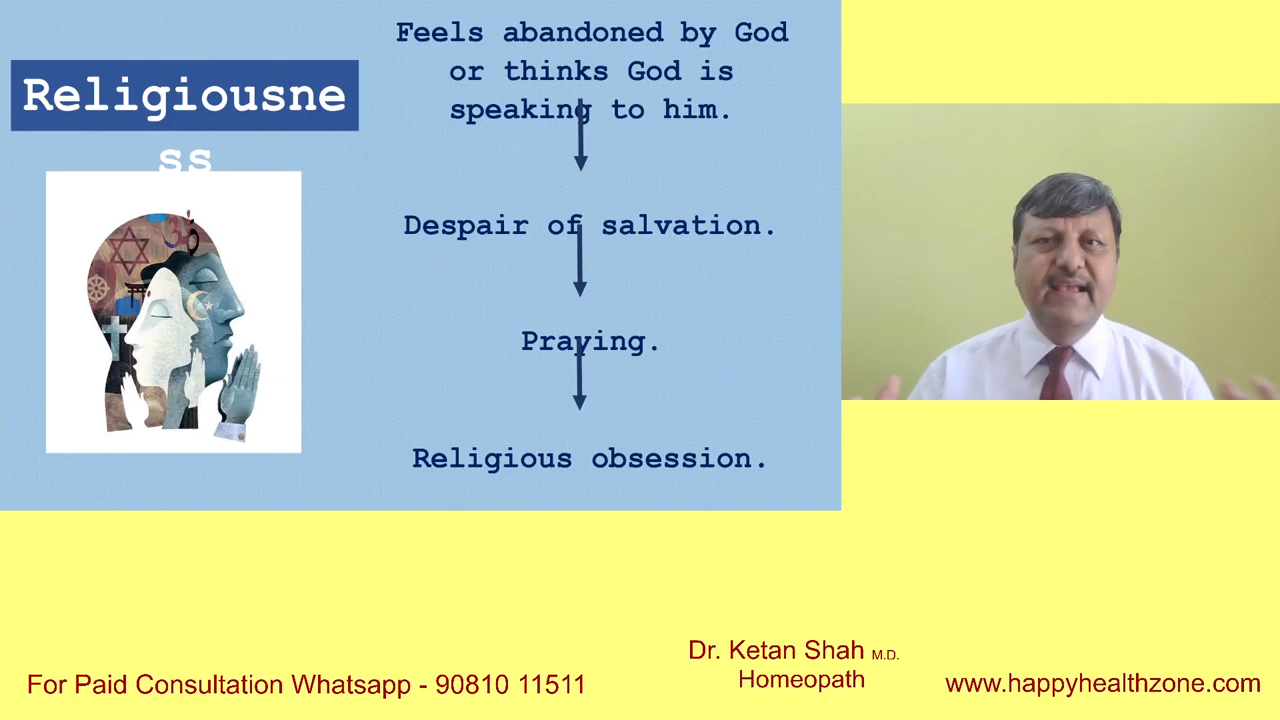 Religiousne
ss
Feels abandoned by God
or thinks God is
speaking to him.
Despair of salvation.
Praying.
Religious obsession.
Dr. Ketan Shah M.D.
Homeopath
For Paid Consultation Whatsapp - 90810 11511
www.happyhealthzone.com